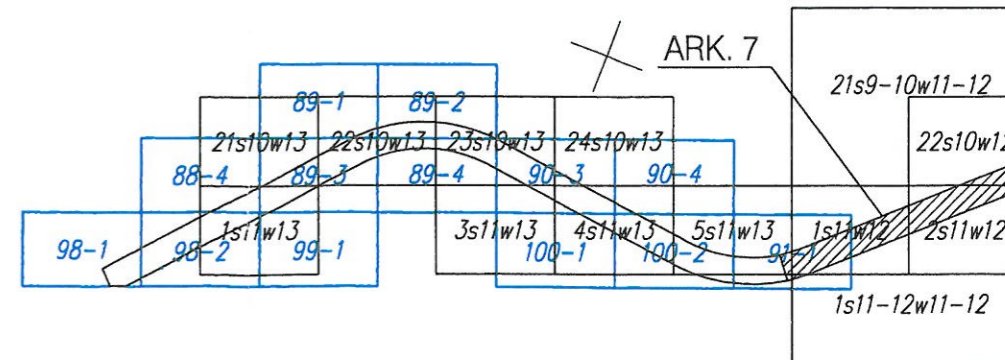 ARK. 7
21s9-10w11-12
89-1
89-2
21s10w13
22s10w13
23s10w13
24s10w13
22s10w12
88-4
89-3
89-4
90-3
90-4
1s11w13
3s11w13
4s11w13
5s11w13
1s11w12
2s11w12
98-1
98-2
99-1
100-1
100-2
91-1
1s11-12w11-12